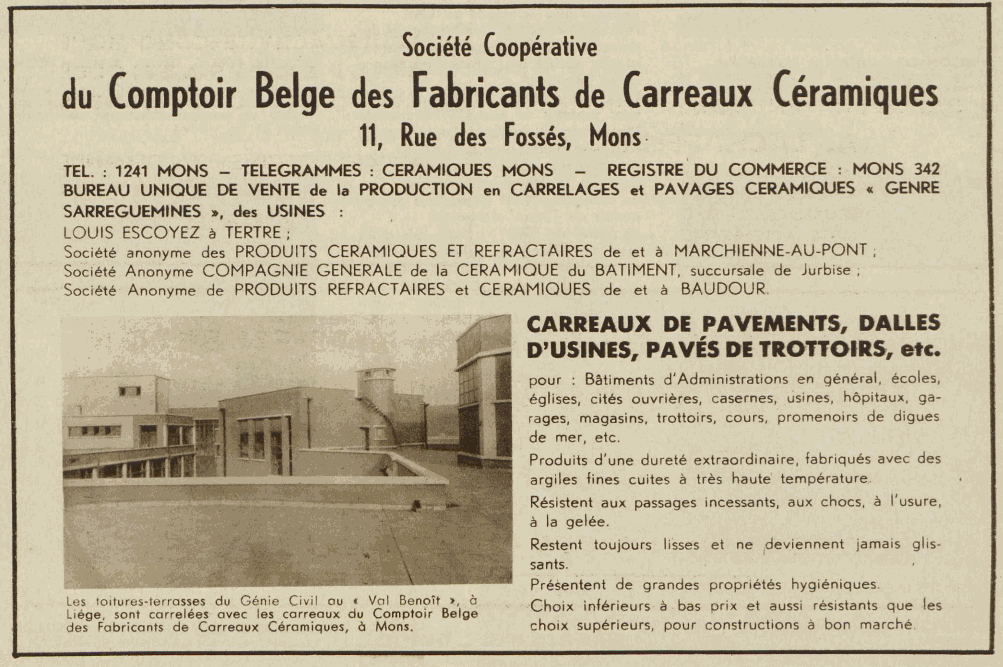 Société Coopérative
du Comptoir Belge des Fabricants de Carreaux Céramiques
11, Rue des Fossés, Mons
TEL. : 1241 MONS — TELEGRAMMES : CERAMIQUES MONS — REGISTRE DU COMMERCE : MONS 342
BUREAU UNIQUE DE VENTE de la PRODUCTION en CARRELAGES et PAVAGES CERAMIQUES « GENRE
SARREGUEMINES », des USINES :
LOUIS ESCOYEZ à TERTRE ;
Société anonyme des PRODUITS CERAMIQUES ET REFRACTAIRES de et à MARCHIENNE-AU-PONT ;
Société Anonyme COMPAGNIE GENERALE de la CERAMIQUE du BATIMENT, succursale de Jurbise ;
Société Anonyme de PRODUITS REFRACTAIRES et CERAMIQUES de et à BAUDOUR.
CARREAUX DE PAVEMENTS, DALLES
D'USINES, PAVÉS DE TROTTOIRS, etc.
pour : Bâtiments d'Administrations en général, écoles,
églises, cités ouvrières, casernes, usines, hôpitaux, ga-
rages, magasins, trottoirs, cours, promenoirs de digues
de mer, etc.
Produits d'une dureté extraordinaire, fabriqués avec des
argiles fines cuites à très haute température.
Résistent aux passages incessants, aux chocs, à l'usure,
à la gelée.
Restent toujours lisses et ne deviennent jamais glis-
sants.
Présentent de grandes propriétés hygiéniques.
Choix inférieurs à bas prix et aussi résistants que les
choix supérieurs, pour constructions à bon marché.
Les toitures-terrasses du Génie Civil au « Val Benoît », à
Liége, sont carrelées avec les carreaux du Comptoir Belge
des Fabricants de Carreaux Céramiques, à Mons.